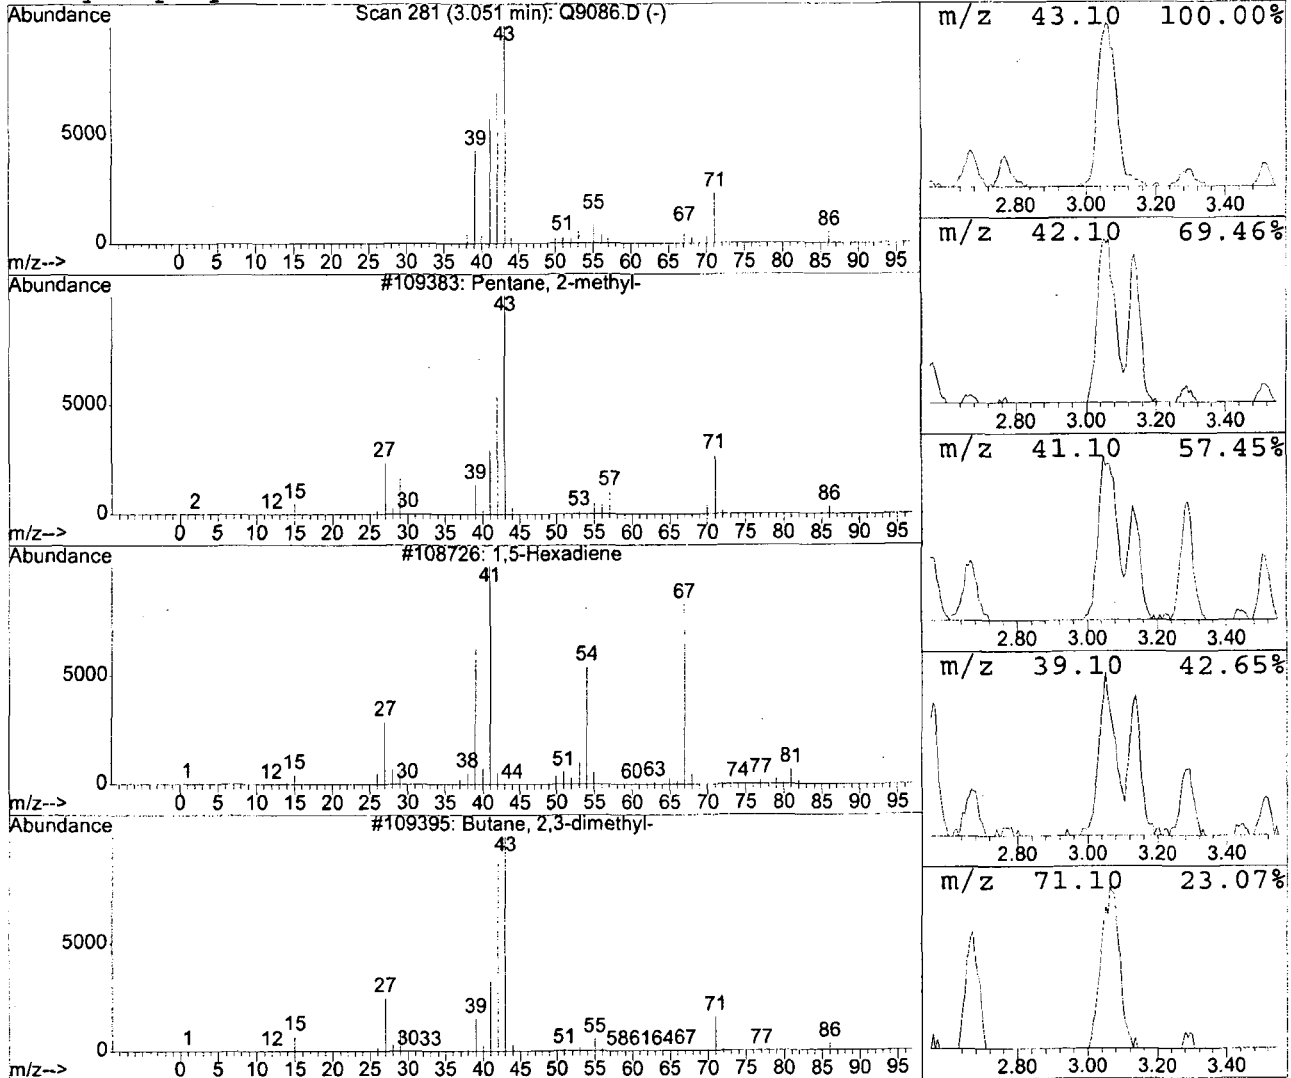 Abundance
Scan 281 (3.051 min): Q9086.D (-)
43
5000
39
71
55
67
51
86
0
m/z--> 0 5 10 15 20 25 30 35 40 45 50 55 60 65 70 75 80 85 90 95
Abundance
#109383: Pentane, 2-methyl-
43
5000
27
71
39
57
15
2 12 30 53 86
0
m/z--> 0 5 10 15 20 25 30 35 40 45 50 55 60 65 70 75 80 85 90 95
Abundance
#108726: 1,5-Hexadiene
41
67
5000
54
27
81
38 51
15
1 12 30 44 6063 7477
0
m/z--> 0 5 10 15 20 25 30 35 40 45 50 55 60 65 70 75 80 85 90 95
Abundance
#109395: Butane, 2,3-dimethyl-
43
5000
27
39 71
15 55
1 12 3033 51 58616467 77 86
0
m/z--> 0 5 10 15 20 25 30 35 40 45 50 55 60 65 70 75 80 85 90 95
m/z 43.10 100.00%
2.80 3.00 3.20 3.40
m/z 42.10 69.46%
2.80 3.00 3.20 3.40
m/z 41.10 57.45%
2.80 3.00 3.20 3.40
m/z 39.10 42.65%
2.80 3.00 3.20 3.40
m/z 71.10 23.07%
2.80 3.00 3.20 3.40